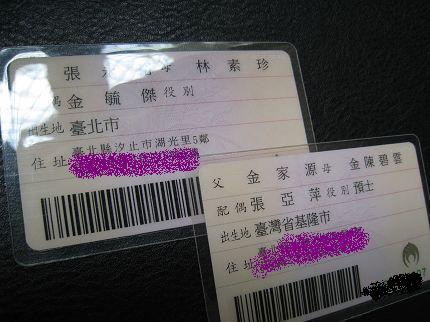 張 母 林素珍
偶 金毓傑 役別
出生地 臺北市
住址 臺北縣汐止市湖光里5鄰
父 金家源 母 金陳碧雲
配偶 張亞萍 役別 預士
出生地 臺灣省基隆市
住址